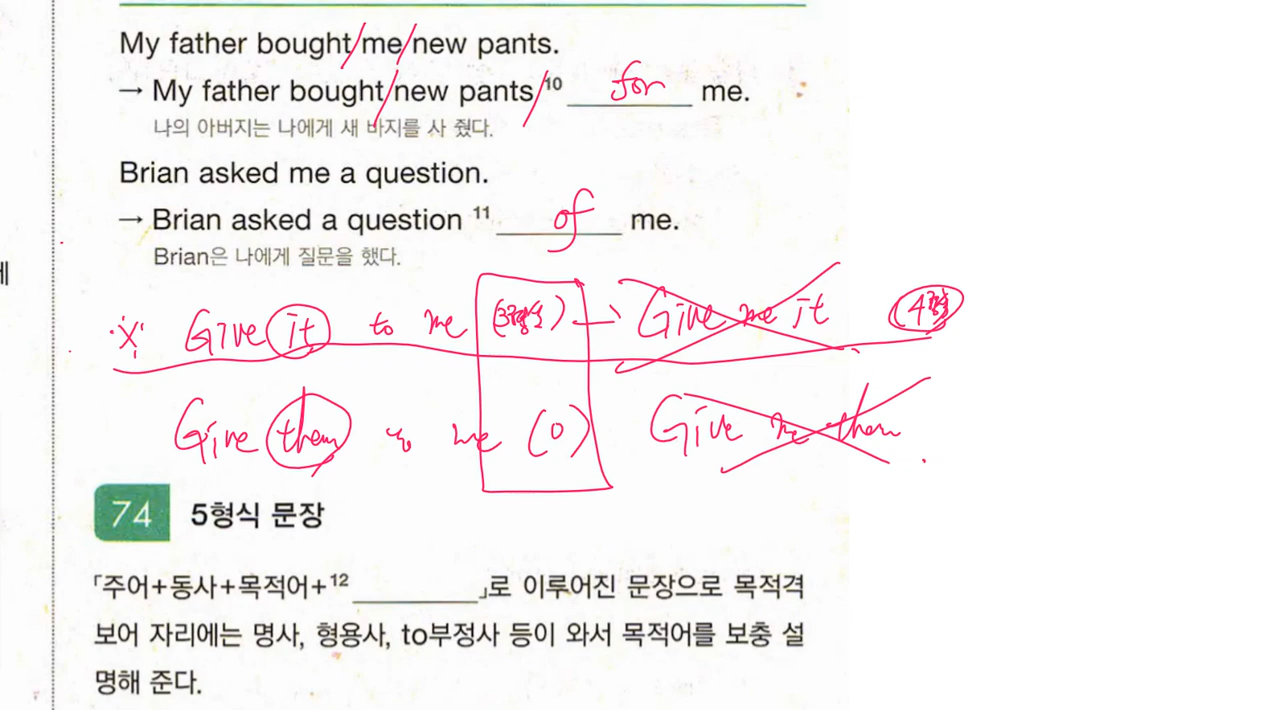 My father bought/me/new pants.
→ My father bought/new pants/ 10 for me.
나의 아버지는 나에게 새 바지를 사 줬다.
Brian asked me a question.
→ Brian asked a question 11 of me.
Brian은 나에게 질문을 했다.
※ Give it to me (3형식) → Give me it (4형식)
Give them to me (O) Give me them
74 5형식 문장
「주어+동사+목적어+12 ________」로 이루어진 문장으로 목적격
보어 자리에는 명사, 형용사, to부정사 등이 와서 목적어를 보충 설
명해 준다.